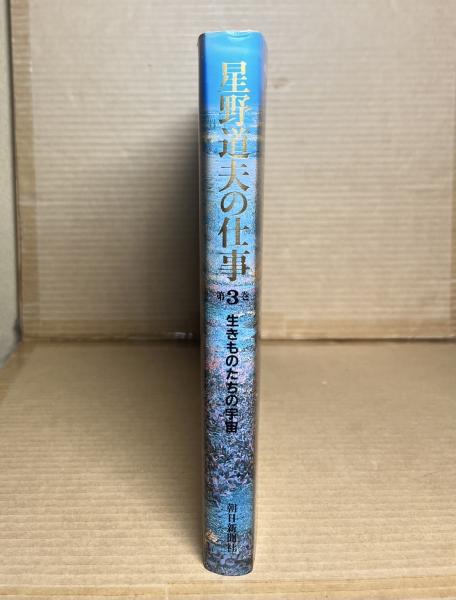 星野道夫の仕事
第3巻
生きものたちの宇宙
朝日新聞社